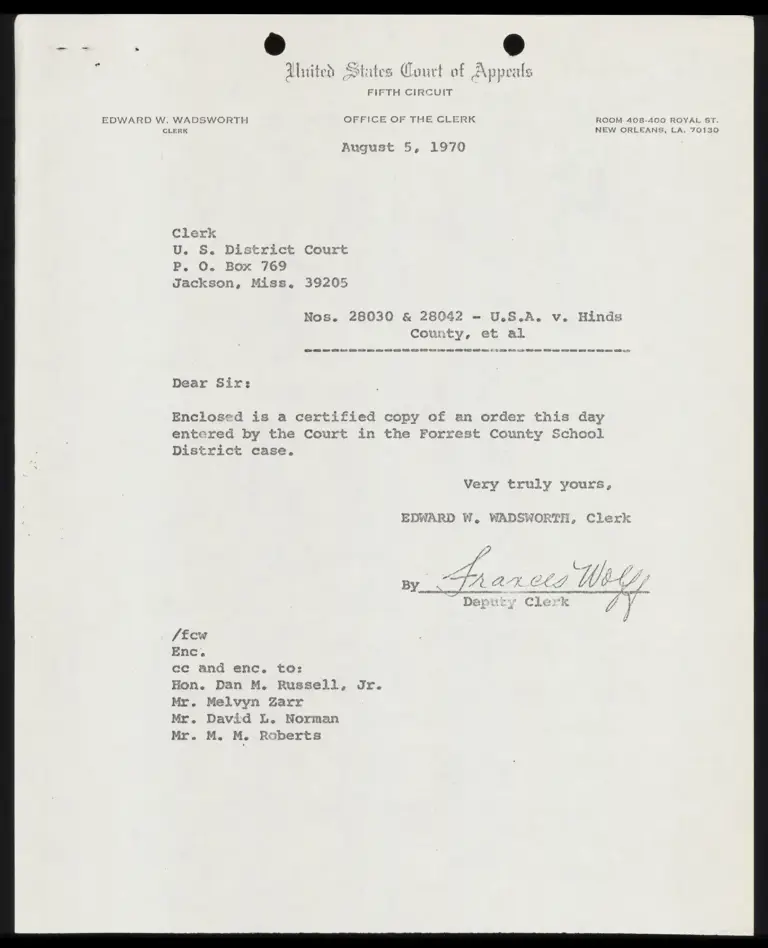 United States Court of Appeals
FIFTH CIRCUIT
EDWARD W. WADSWORTH
CLERK
OFFICE OF THE CLERK
ROOM 408-400 ROYAL ST.
NEW ORLEANS, LA. 70130
August 5, 1970
Clerk
U. S. District Court
P. O. Box 769
Jackson, Miss. 39205
Nos. 28030 & 28042 - U.S.A. v. Hinds
County, et al
Dear Sir:
Enclosed is a certified copy of an order this day
entered by the Court in the Forrest County School
District case.
Very truly yours,
EDWARD W. WADSWORTH, Clerk
By Frances Wolff
Deputy Clerk
/fcw
Enc.
cc and enc. to:
Hon. Dan M. Russell, Jr.
Mr. Melvyn Zarr
Mr. David L. Norman
Mr. M. M. Roberts